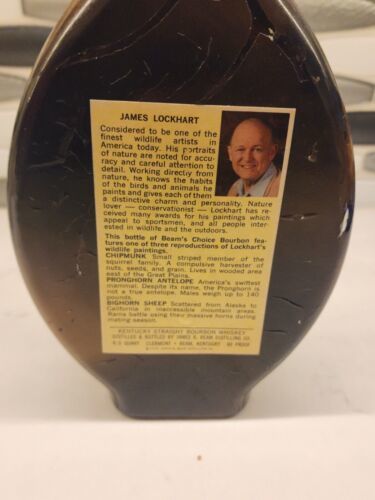 JAMES LOCKHART
Considered to be one of the
finest wildlife artists in
America today. His portraits
of nature are noted for accu-
racy and careful attention to
detail. Working directly from
nature, he knows the habits
of the birds and animals he
paints and gives each of them
a distinctive charm and personality. Nature
lover — conservationist — Lockhart has re-
ceived many awards for his paintings which
appeal to sportsmen, and all people inter-
ested in wildlife and the outdoors.
This bottle of Beam's Choice Bourbon fea-
tures one of three reproductions of Lockhart's
wildlife paintings.
CHIPMUNK Small striped member of the
squirrel family. A compulsive harvester of
nuts, seeds, and grain. Lives in wooded area
east of the Great Plains.
PRONGHORN ANTELOPE America's swiftest
mammal. Despite its name, the Pronghorn is
not a true antelope. Males weigh up to 140
pounds.
BIGHORN SHEEP Scattered from Alaska to
California in inaccessible mountain areas.
Rams battle using their massive horns during
mating season.
KENTUCKY STRAIGHT BOURBON WHISKEY
DISTILLED & BOTTLED BY JAMES B. BEAM DISTILLING CO.
4/5 QUART CLERMONT · BEAM, KENTUCKY 80 PROOF